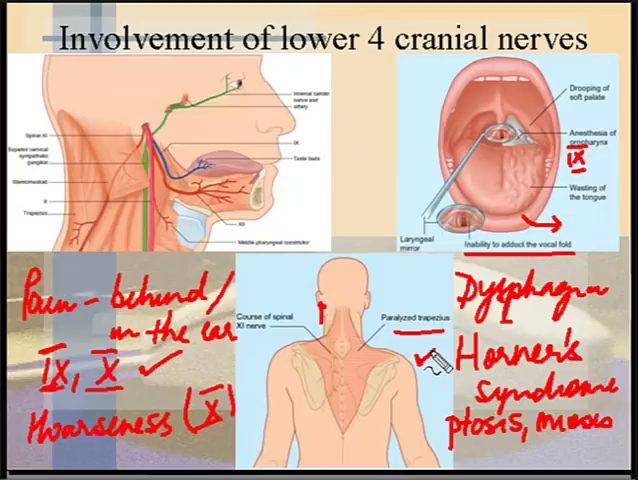 Involvement of lower 4 cranial nerves
Internal carotid
nerve and
artery
Spinal XI
IX
Superior cervical
sympathetic
ganglion
Taste buds
Sternomastoid
X
Trapezius
XII
Middle pharyngeal constrictor
Drooping of
soft palate
Anesthesia of
oropharynx
IX
Wasting of
the tongue
Laryngeal
mirror
Inability to adduct the vocal fold
Pain - behind/
in the ear
IX, X
Hoarseness (X)
Course of spinal
XI nerve
Paralyzed trapezius
Dysphagia
Horner's
Syndrome
ptosis, miosis